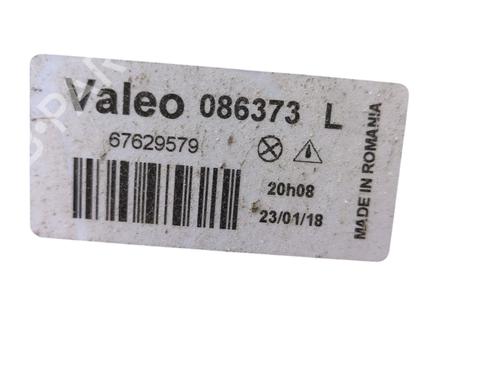 Valeo 086373 L
67629579
20h08
23/01/18
MADE IN ROMANIA